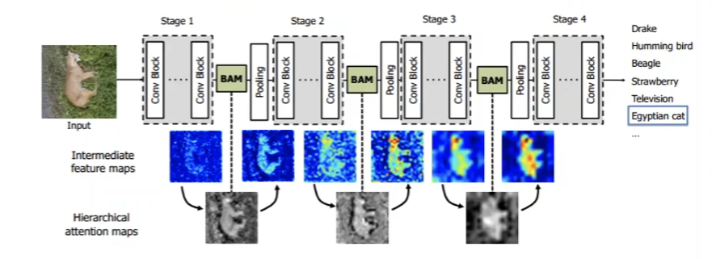 Stage 1
Stage 2
Stage 3
Stage 4
Conv Block
Conv Block
BAM
Pooling
Conv Block
Conv Block
BAM
Pooling
Conv Block
Conv Block
BAM
Pooling
Conv Block
Conv Block
Drake
Humming bird
Beagle
Strawberry
Television
Egyptian cat
...
Input
Intermediate
feature maps
Hierarchical
attention maps